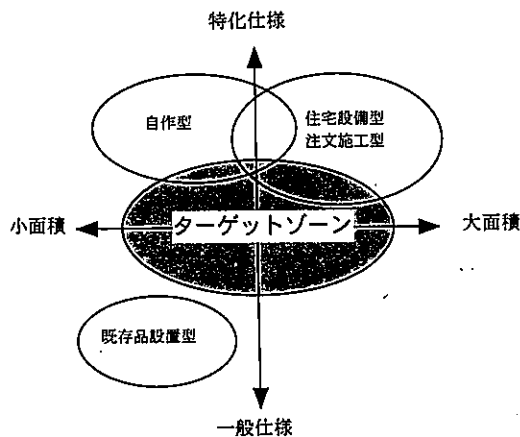 特化仕様
自作型
住宅設備型
注文施工型
小面積
ターゲットゾーン
大面積
既存品設置型
一般仕様